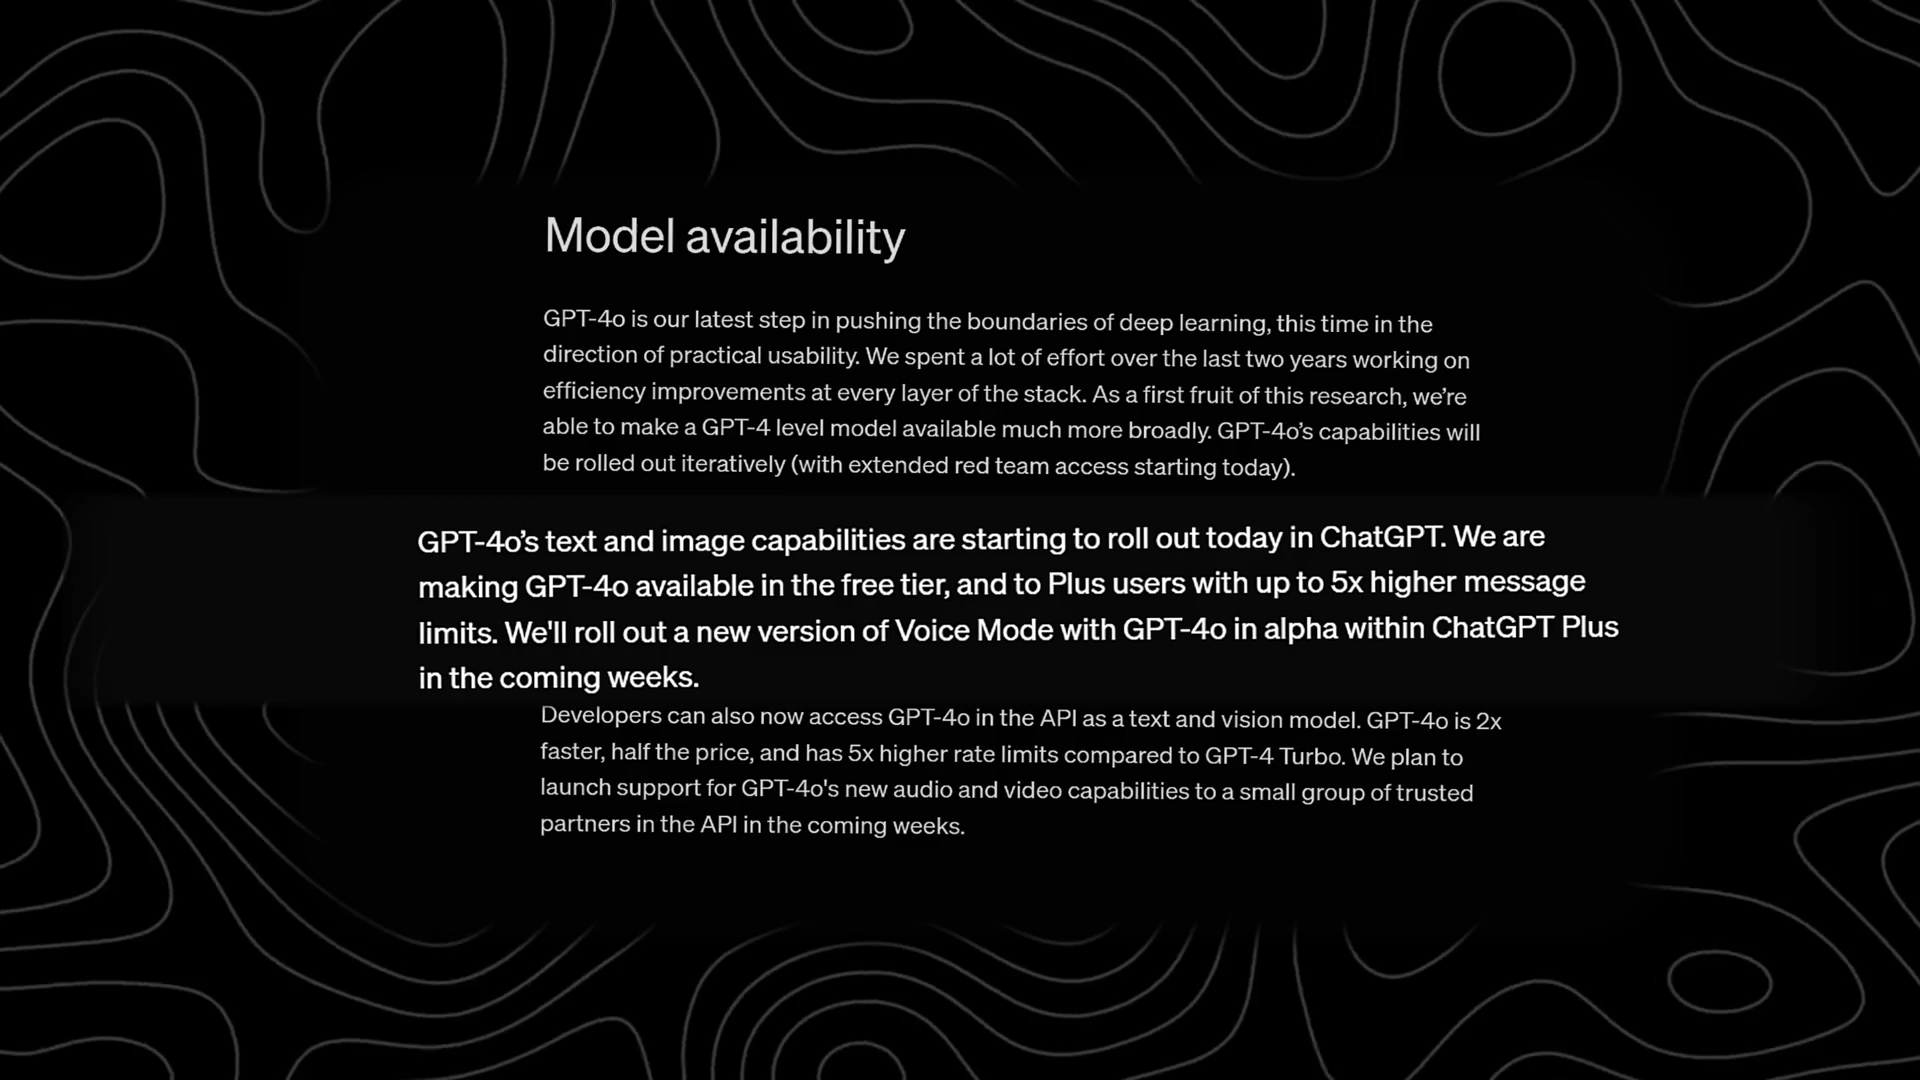 Model availability
GPT-4o is our latest step in pushing the boundaries of deep learning, this time in the
direction of practical usability. We spent a lot of effort over the last two years working on
efficiency improvements at every layer of the stack. As a first fruit of this research, we’re
able to make a GPT-4 level model available much more broadly. GPT-4o’s capabilities will
be rolled out iteratively (with extended red team access starting today).
GPT-4o’s text and image capabilities are starting to roll out today in ChatGPT. We are
making GPT-4o available in the free tier, and to Plus users with up to 5x higher message
limits. We'll roll out a new version of Voice Mode with GPT-4o in alpha within ChatGPT Plus
in the coming weeks.
Developers can also now access GPT-4o in the API as a text and vision model. GPT-4o is 2x
faster, half the price, and has 5x higher rate limits compared to GPT-4 Turbo. We plan to
launch support for GPT-4o's new audio and video capabilities to a small group of trusted
partners in the API in the coming weeks.